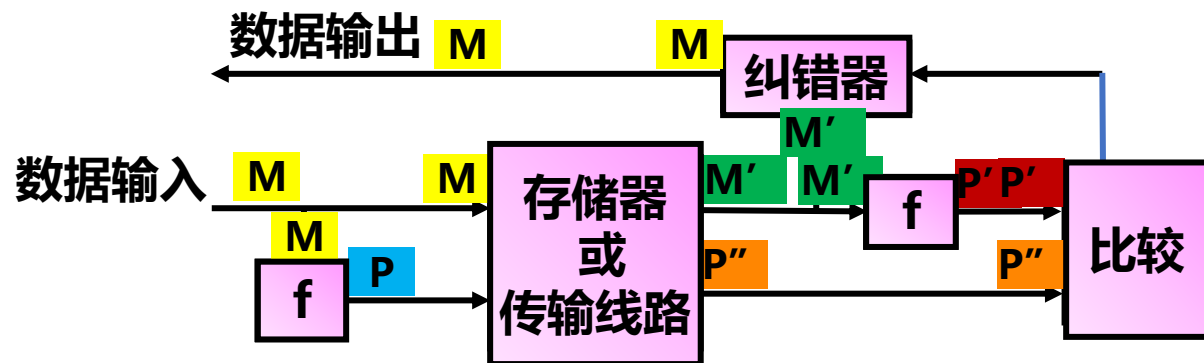 数据输出 M M 纠错器
M′
数据输入 M M M′ M′ P′ P′
存储器
或
传输线路
f
比较
M
P P″ P″
f